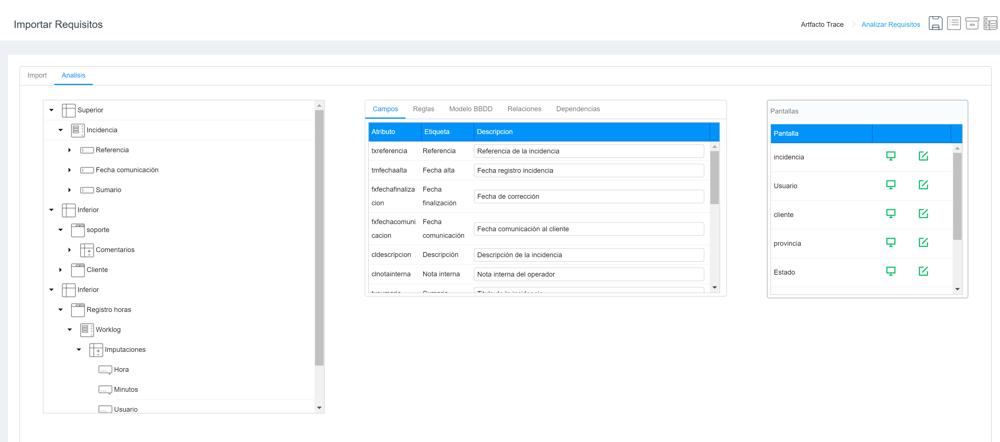 Importar Requisitos
Artfacto Trace
Analizar Requisitos
Import
Analisis
Superior
Incidencia
Referencia
Fecha comunicación
Sumario
Inferior
soporte
Comentarios
Cliente
Inferior
Registro horas
Worklog
Imputaciones
Hora
Minutos
Usuario
Campos
Reglas
Modelo BBDD
Relaciones
Dependencias
Atributo
Etiqueta
Descripcion
txreferencia
Referencia
Referencia de la incidencia
tmfechaalta
Fecha alta
Fecha registro incidencia
fxfechafinaliza
cion
Fecha
finalización
Fecha de corrección
fxfechacomuni
cacion
Fecha
comunicación
Fecha comunicación al cliente
cldescripcion
Descripción
Descripción de la incidencia
clnotainterna
Nota interna
Nota interna del operador
Pantallas
Pantalla
incidencia
Usuario
cliente
provincia
Estado